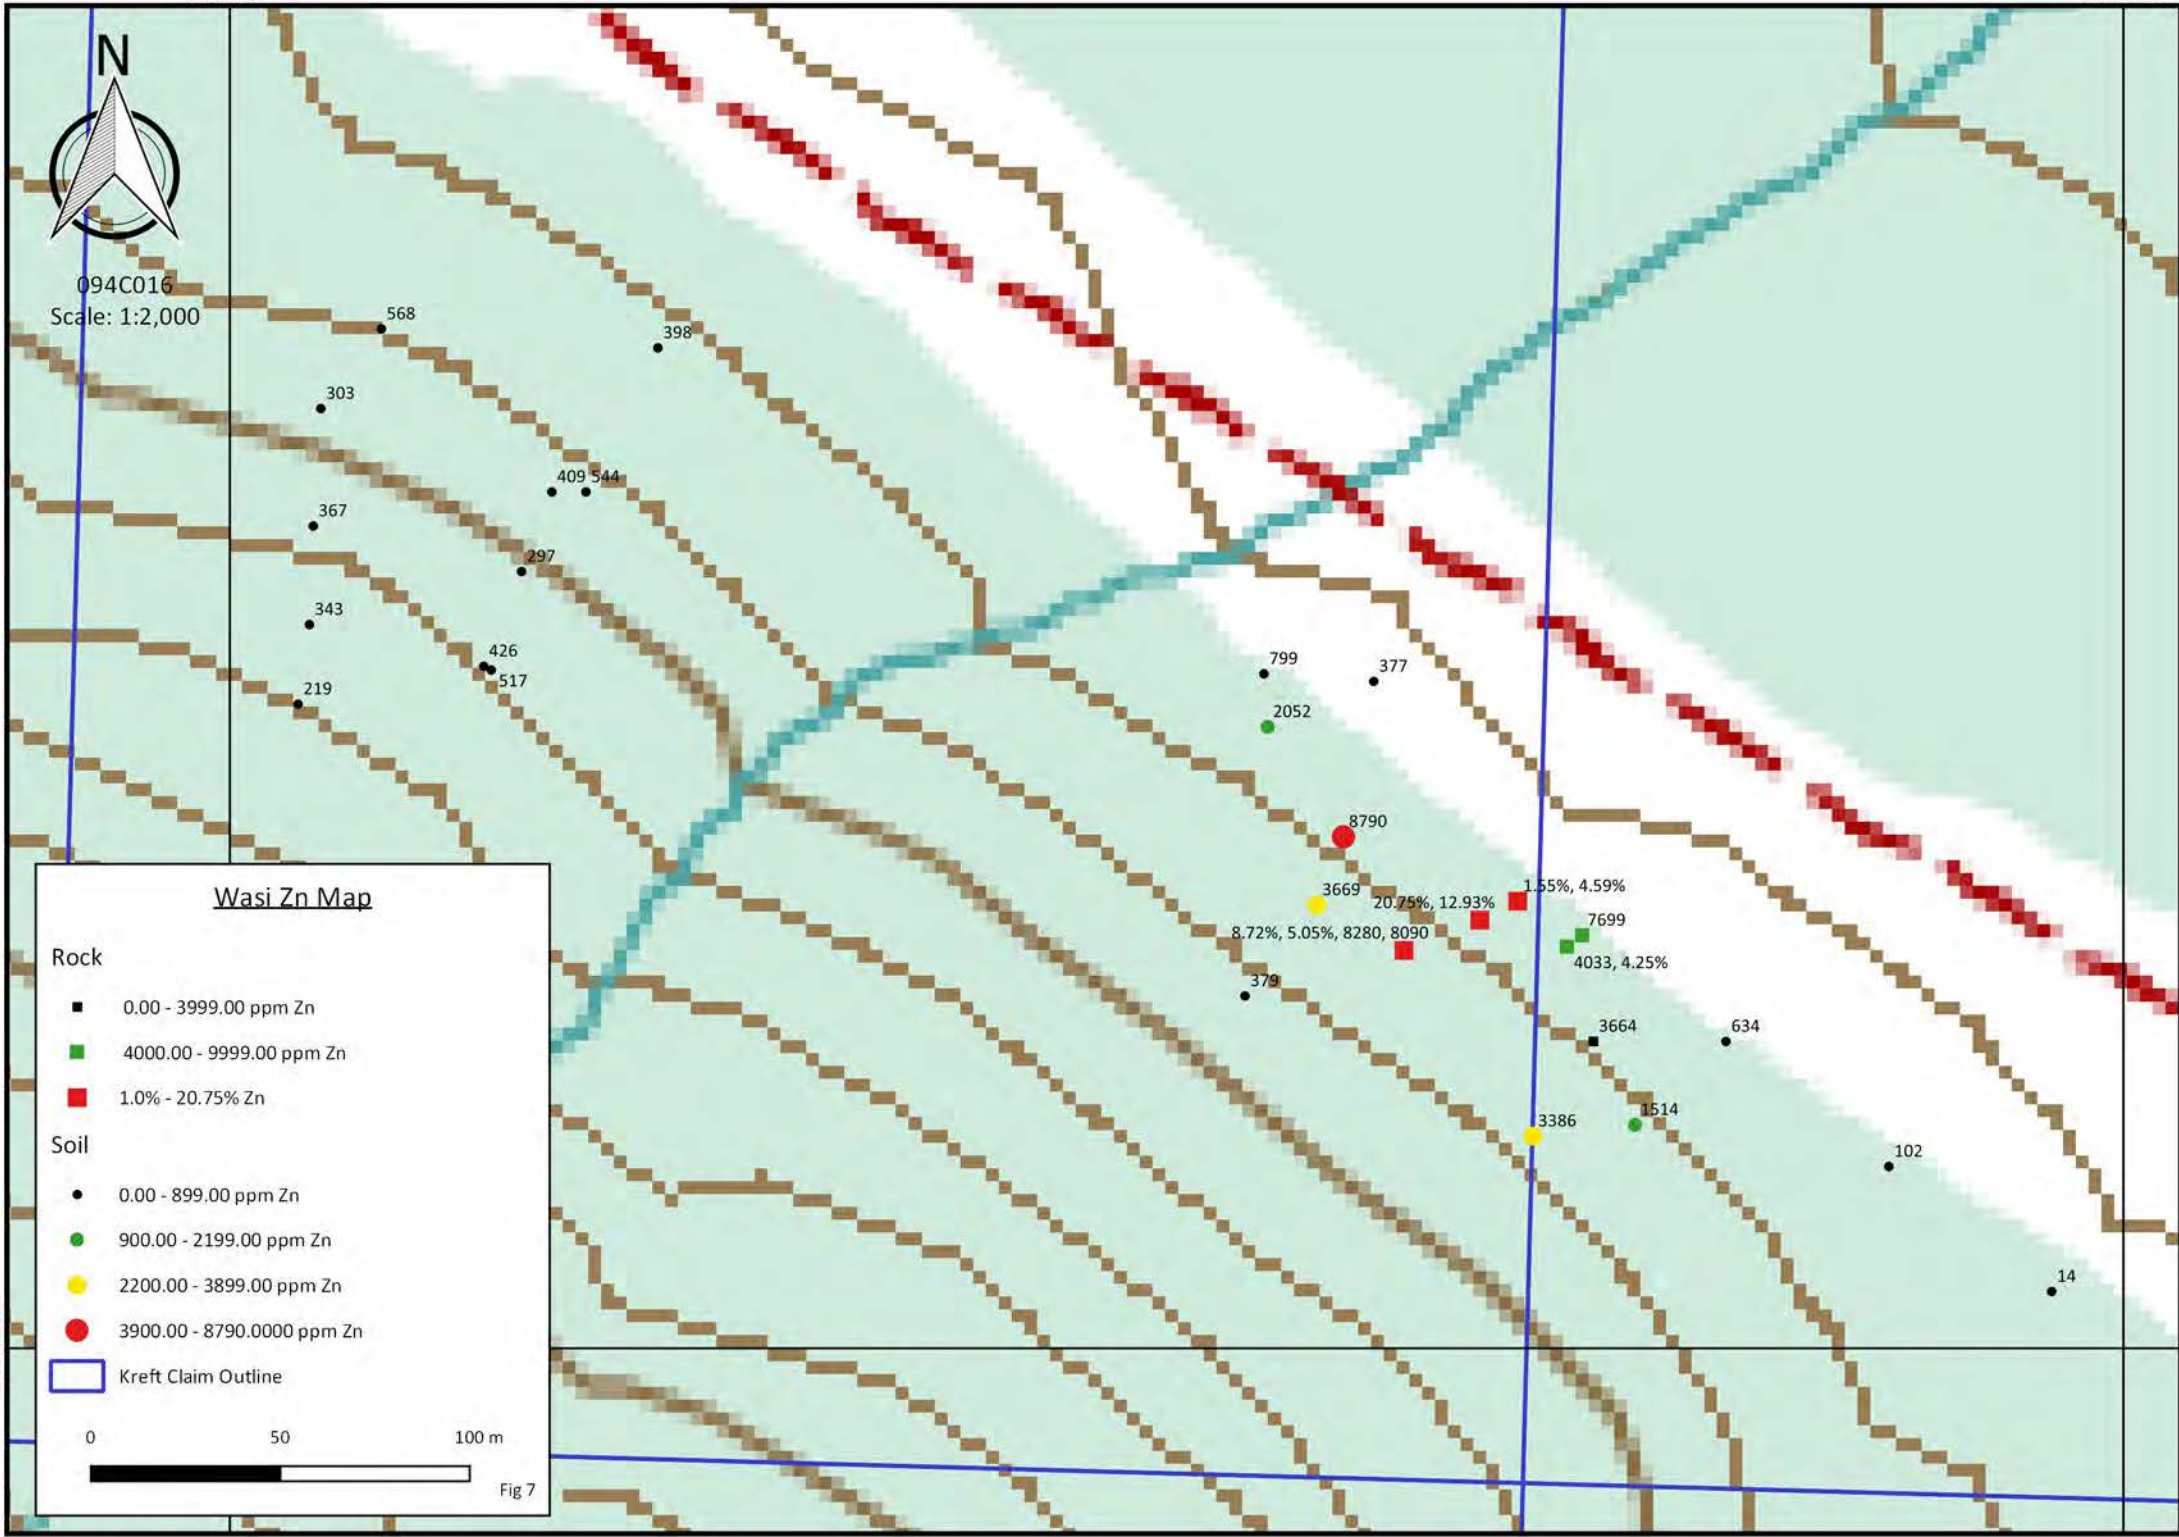 N
094C016
Scale: 1:2,000
568
398
303
409 544
367
297
343
426
517
219
799
377
2052
8790
3669
1.55%, 4.59%
20.75%, 12.93%
7699
8.72%, 5.05%, 8280, 8090
4033, 4.25%
379
3664
634
3386
1514
102
14
Wasi Zn Map
Rock
0.00 - 3999.00 ppm Zn
4000.00 - 9999.00 ppm Zn
1.0% - 20.75% Zn
Soil
0.00 - 899.00 ppm Zn
900.00 - 2199.00 ppm Zn
2200.00 - 3899.00 ppm Zn
3900.00 - 8790.0000 ppm Zn
Kreft Claim Outline
0 50 100 m
Fig 7